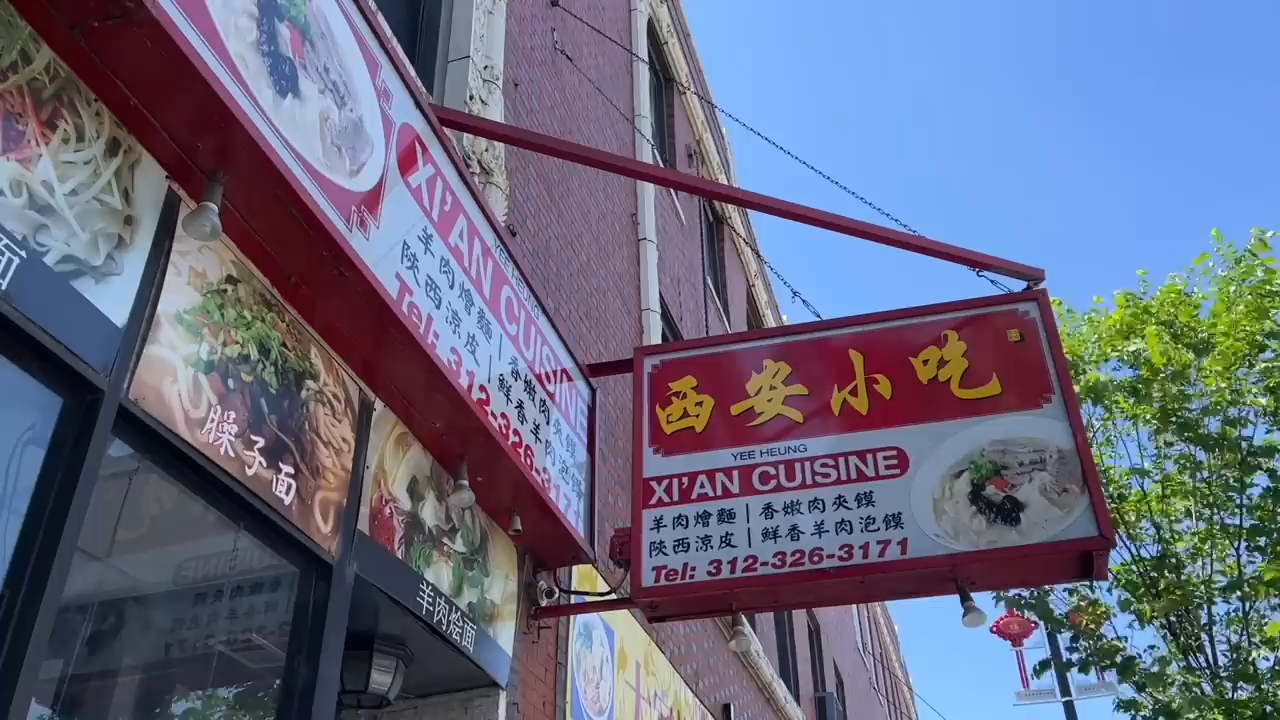 XI'AN CUISINE
YEE HEUNG
羊肉燴麵 | 香嫩肉夾饃
陝西涼皮 | 鮮香羊肉泡饃
Tel: 312-326-3171
面
臊子面
羊肉烩面
西安小吃
YEE HEUNG
XI'AN CUISINE
羊肉燴麵 | 香嫩肉夾饃
陝西涼皮 | 鮮香羊肉泡饃
Tel: 312-326-3171